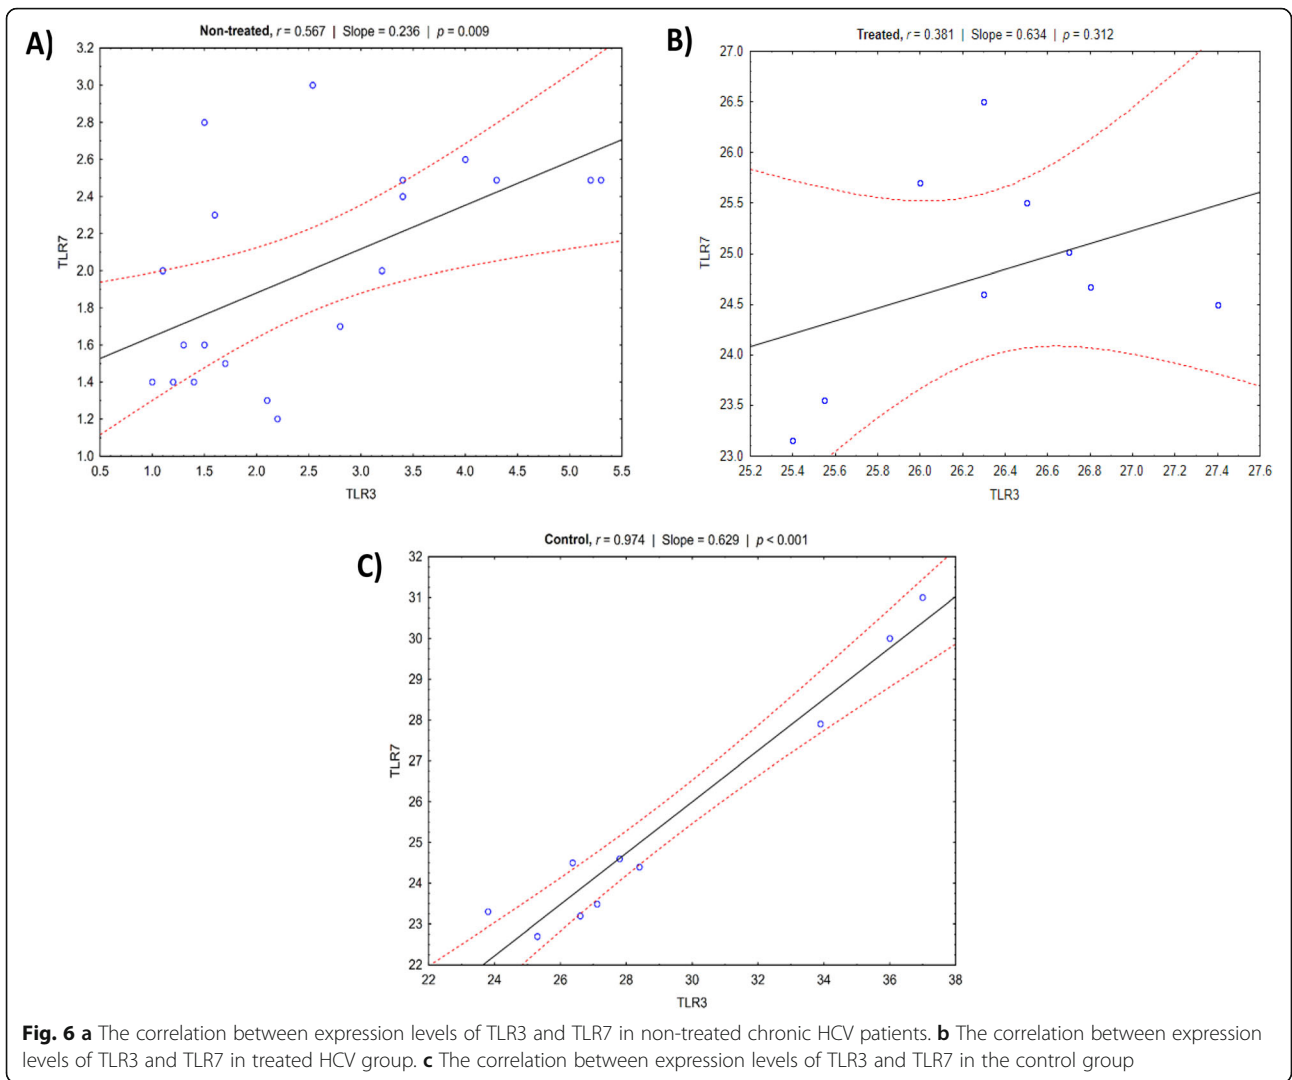 A)
Non-treated, r = 0.567 | Slope = 0.236 | p = 0.009
3.2
3.0
2.8
2.6
2.4
2.2
2.0
1.8
1.6
1.4
1.2
1.0
TLR7
0.5 1.0 1.5 2.0 2.5 3.0 3.5 4.0 4.5 5.0 5.5
TLR3
B)
Treated, r = 0.381 | Slope = 0.634 | p = 0.312
27.0
26.5
26.0
25.5
25.0
24.5
24.0
23.5
23.0
TLR7
25.2 25.4 25.6 25.8 26.0 26.2 26.4 26.6 26.8 27.0 27.2 27.4 27.6
TLR3
C)
Control, r = 0.974 | Slope = 0.629 | p < 0.001
32
31
30
29
28
27
26
25
24
23
22
TLR7
22 24 26 28 30 32 34 36 38
TLR3
Fig. 6 a The correlation between expression levels of TLR3 and TLR7 in non-treated chronic HCV patients. b The correlation between expression
levels of TLR3 and TLR7 in treated HCV group. c The correlation between expression levels of TLR3 and TLR7 in the control group